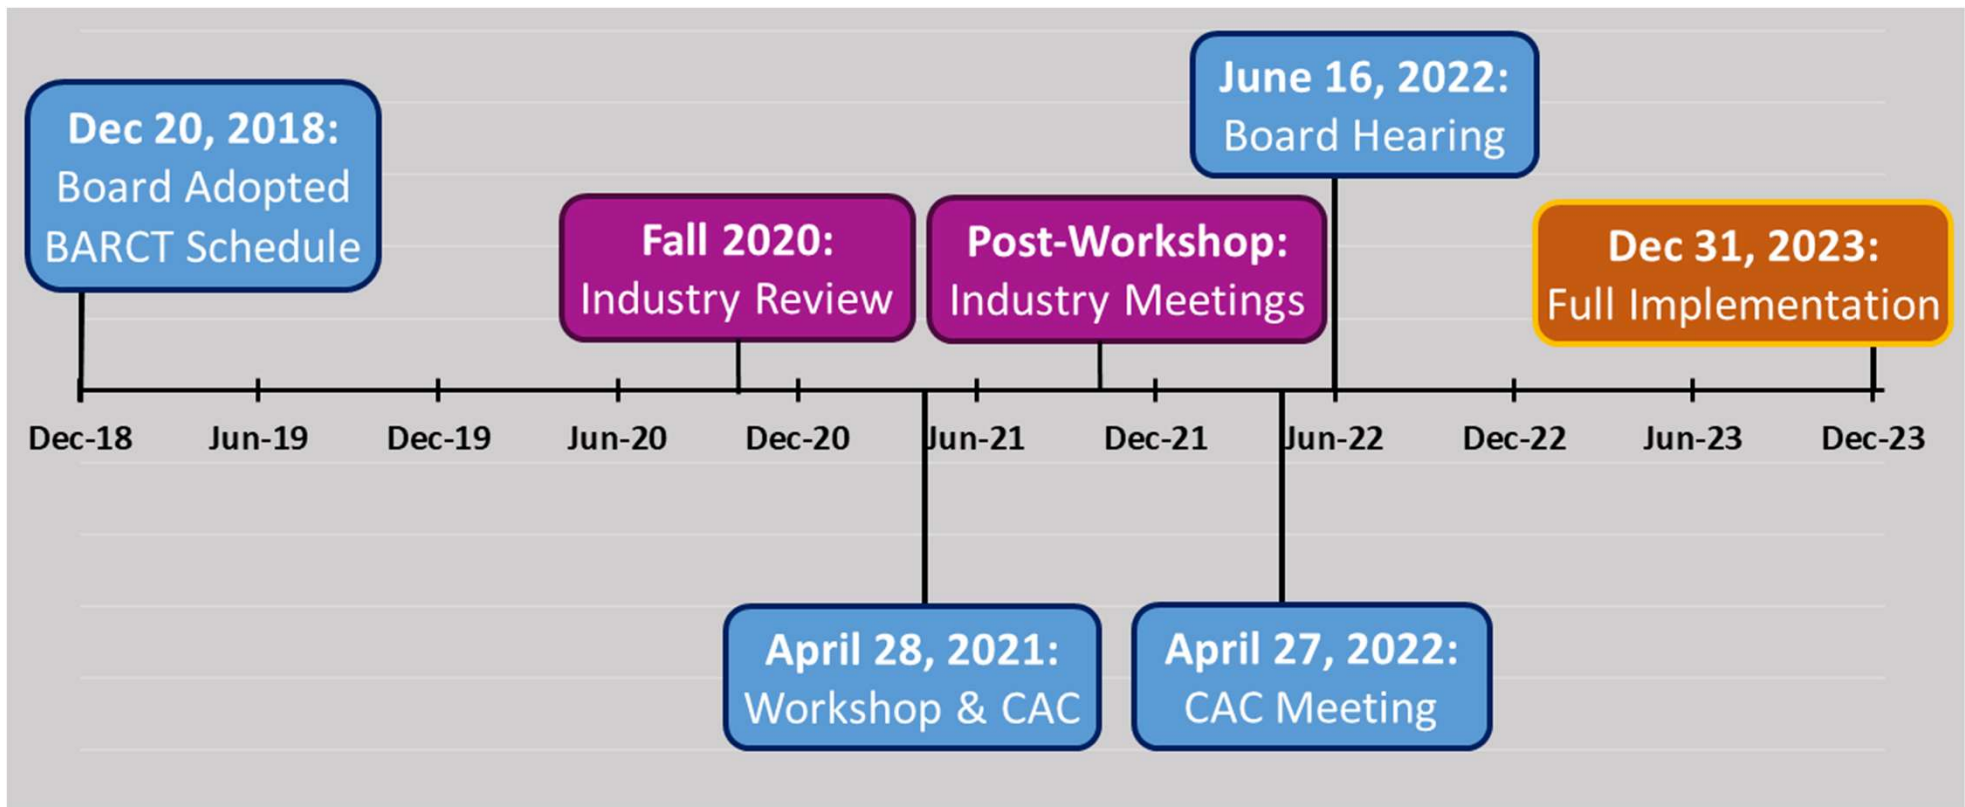 Dec 20, 2018:
Board Adopted
BARCT Schedule
Fall 2020:
Industry Review
Post-Workshop:
Industry Meetings
June 16, 2022:
Board Hearing
Dec 31, 2023:
Full Implementation
Dec-18
Jun-19
Dec-19
Jun-20
Dec-20
Jun-21
Dec-21
Jun-22
Dec-22
Jun-23
Dec-23
April 28, 2021:
Workshop & CAC
April 27, 2022:
CAC Meeting